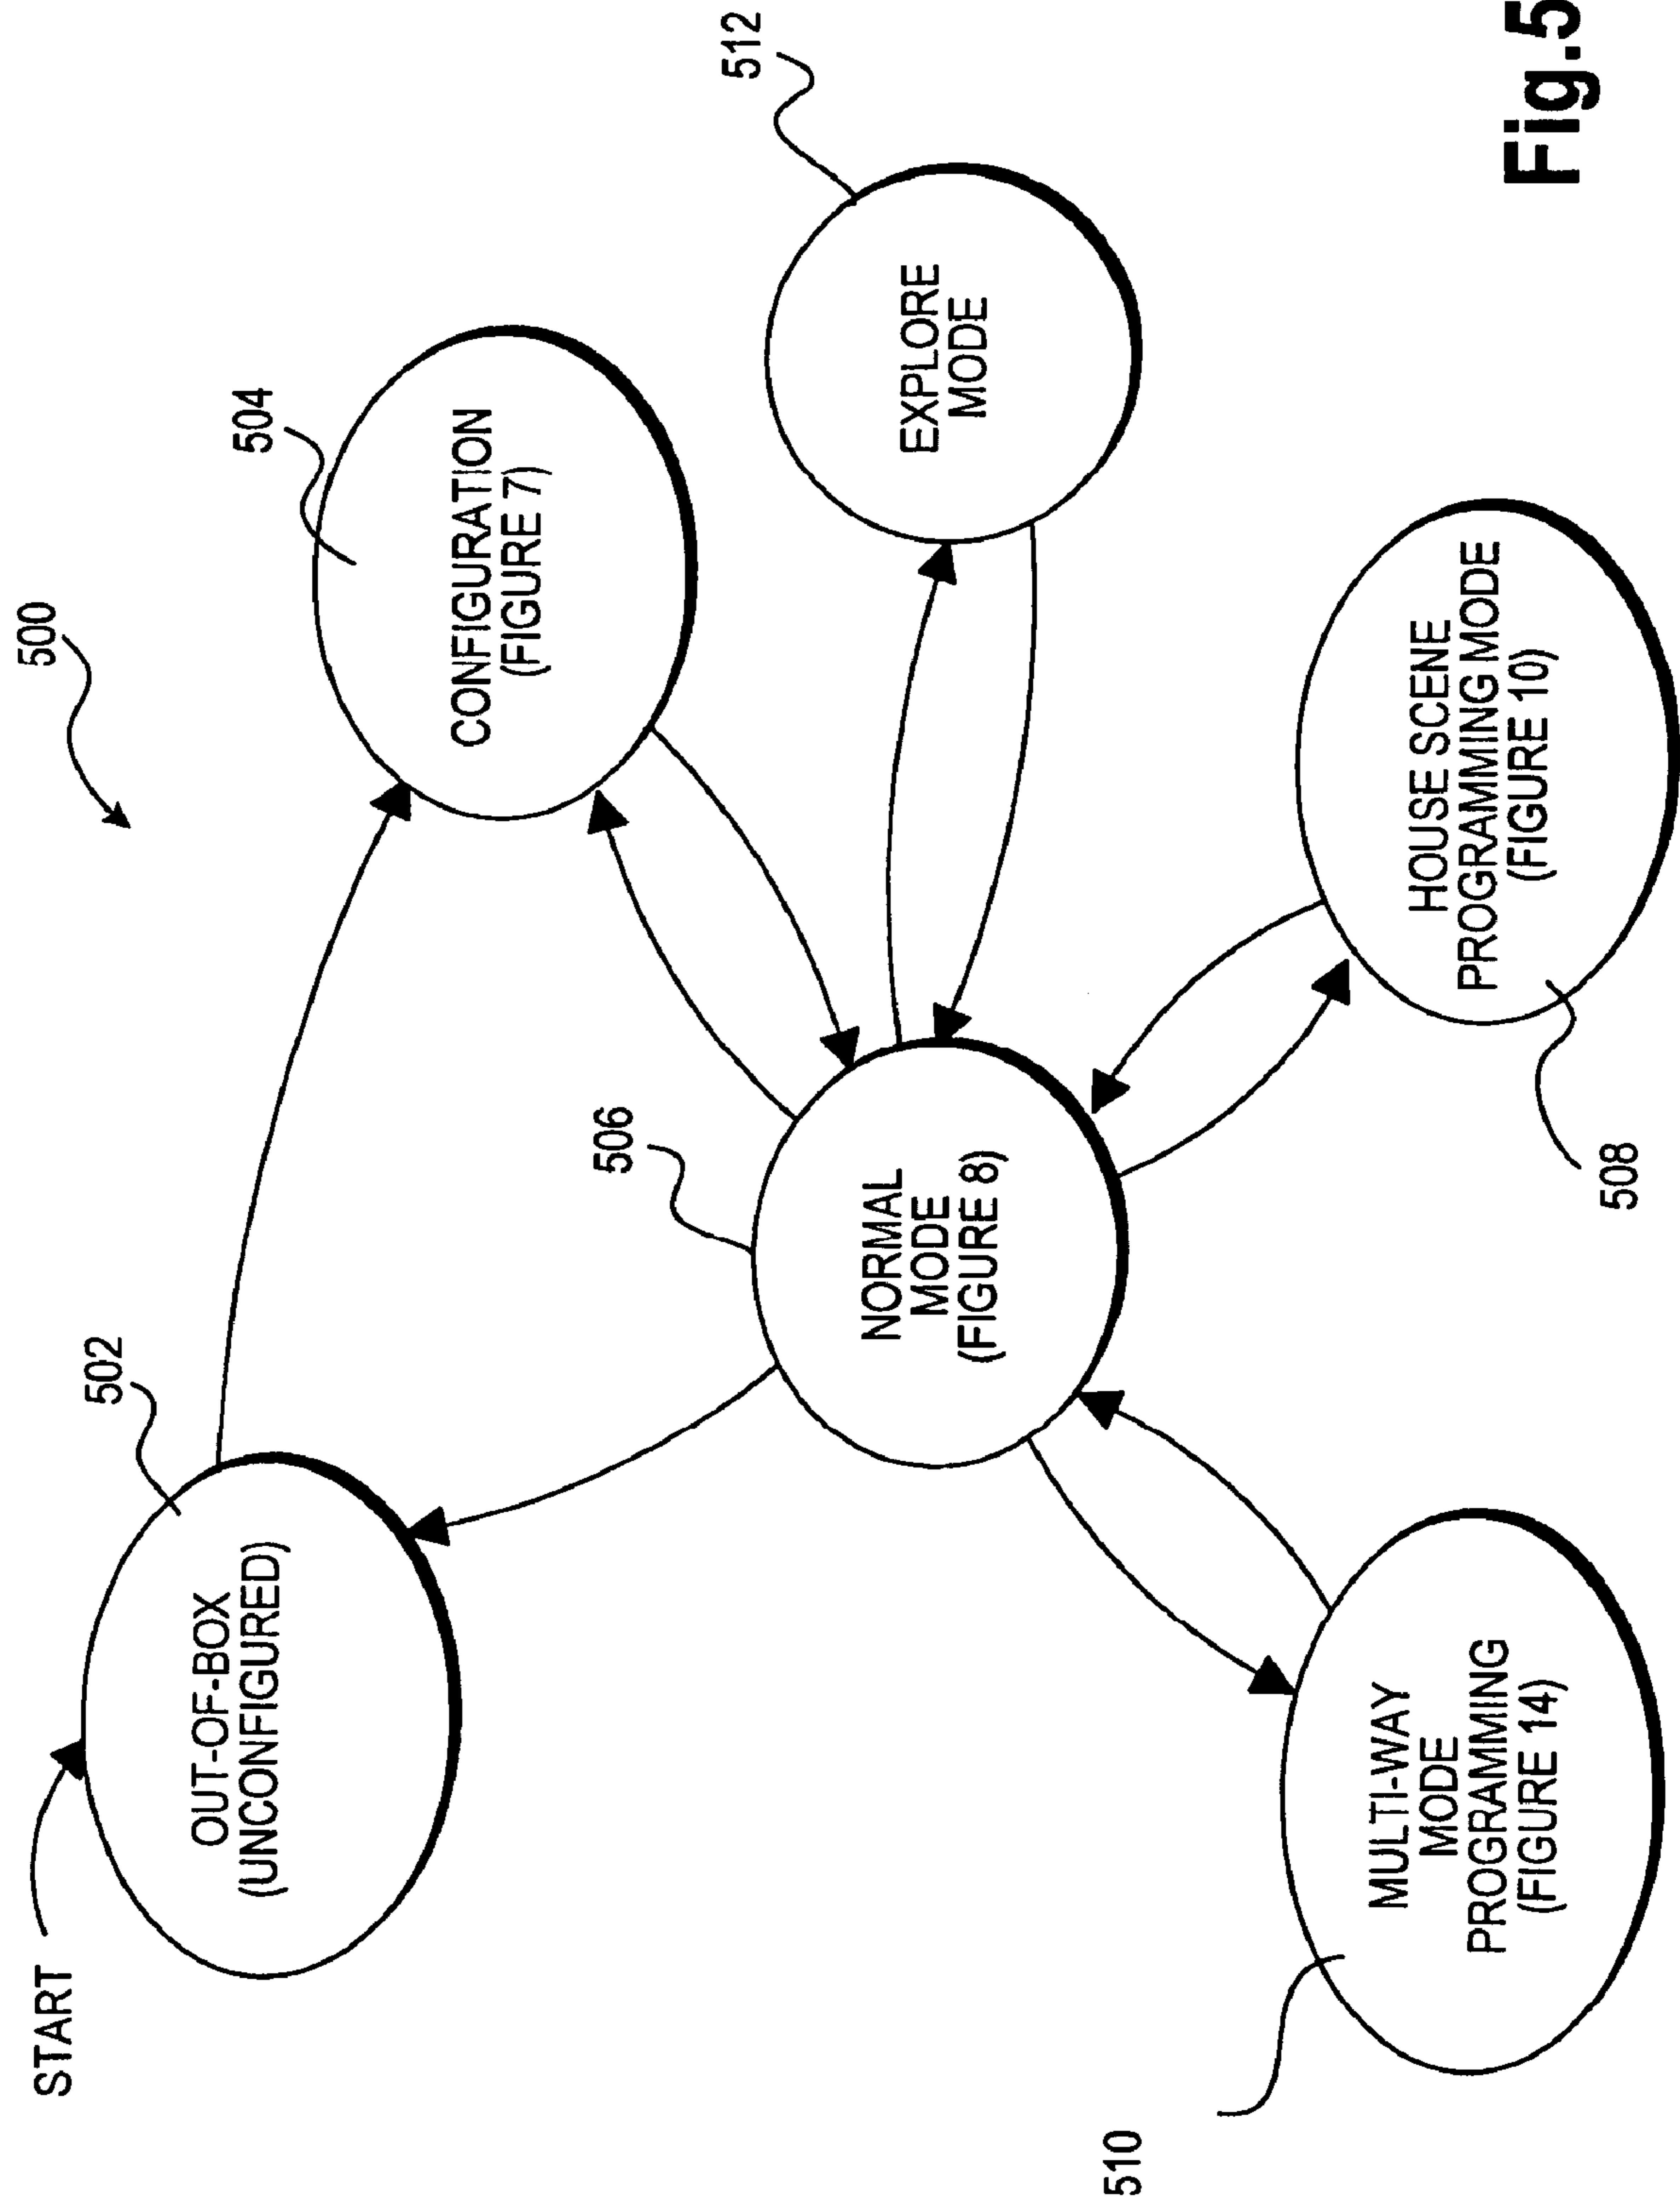 500
START
502
OUT-OF-BOX
(UNCONFIGURED)
504
CONFIGURATION
(FIGURE 7)
506
NORMAL
MODE
(FIGURE 8)
512
EXPLORE
MODE
510
MULTI-WAY
MODE
PROGRAMMING
(FIGURE 14)
508
HOUSE SCENE
PROGRAMMING MODE
(FIGURE 10)
Fig.5